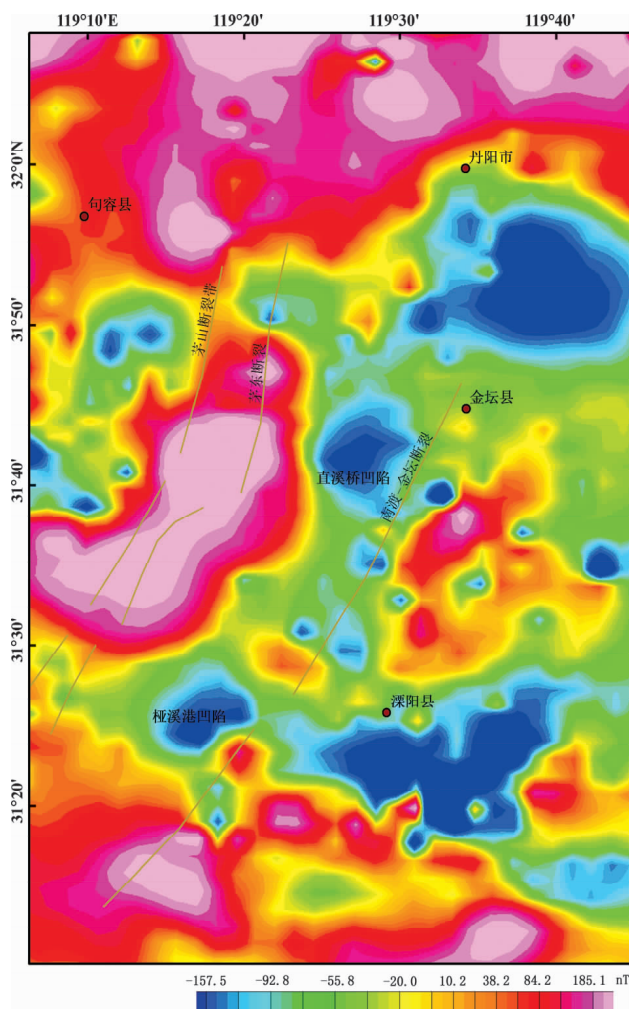 119°10′E 119°20′ 119°30′ 119°40′
32°0′N
丹阳市
句容县
31°50′
茅山断裂带
茅东断裂
金坛县
31°40′
直溪桥凹陷
南渡-金坛断裂
31°30′
桠溪港凹陷
溧阳县
31°20′
-157.5 -92.8 -55.8 -20.0 10.2 38.2 84.2 185.1 nT